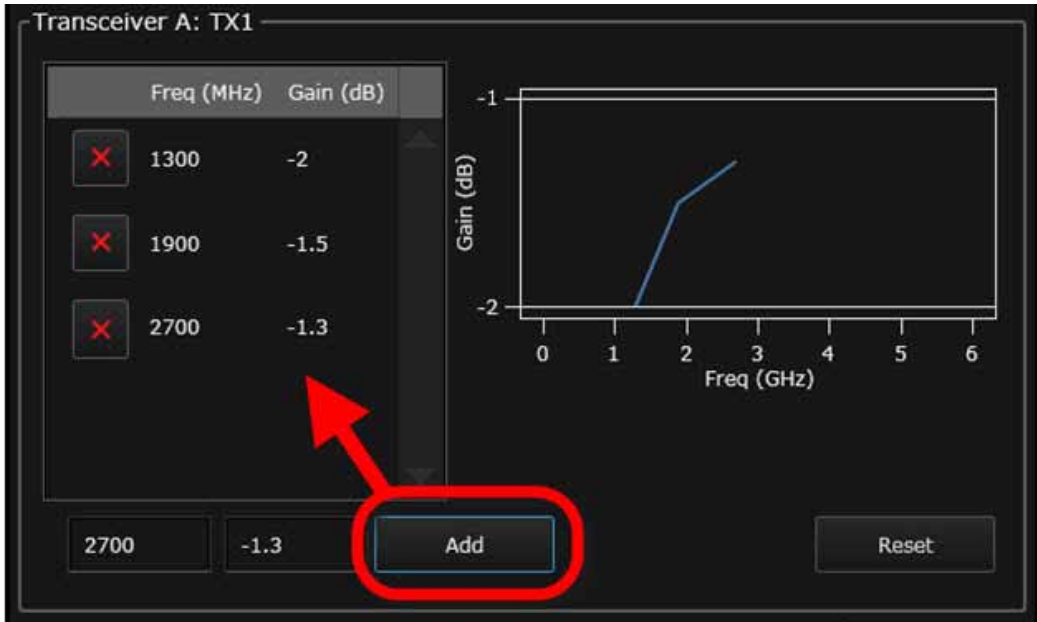 Transceiver A: TX1
Freq (MHz) Gain (dB)
1300 -2
1900 -1.5
2700 -1.3
2700 -1.3 Add
-1
Gain (dB)
-2
0 1 2 3 4 5 6
Freq (GHz)
Reset